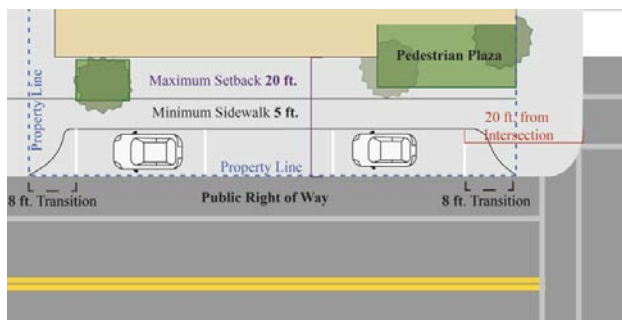 Pedestrian Plaza
Property Line
Maximum Setback 20 ft.
Minimum Sidewalk 5 ft.
20 ft. from
Intersection
Property Line
8 ft. Transition
Public Right of Way
8 ft. Transition